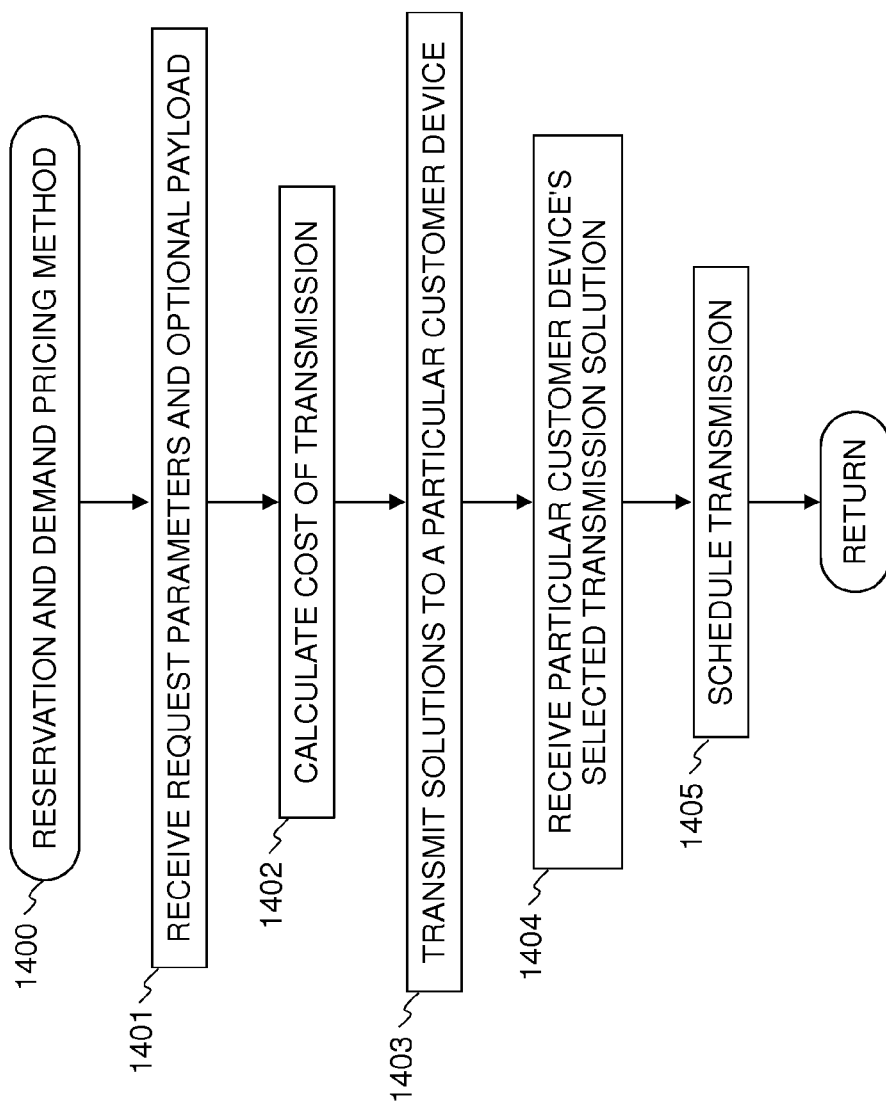 RESERVATION AND DEMAND PRICING METHOD
1400
RECEIVE REQUEST PARAMETERS AND OPTIONAL PAYLOAD
1401
CALCULATE COST OF TRANSMISSION
1402
TRANSMIT SOLUTIONS TO A PARTICULAR CUSTOMER DEVICE
1403
RECEIVE PARTICULAR CUSTOMER DEVICE'S
SELECTED TRANSMISSION SOLUTION
1404
SCHEDULE TRANSMISSION
1405
RETURN